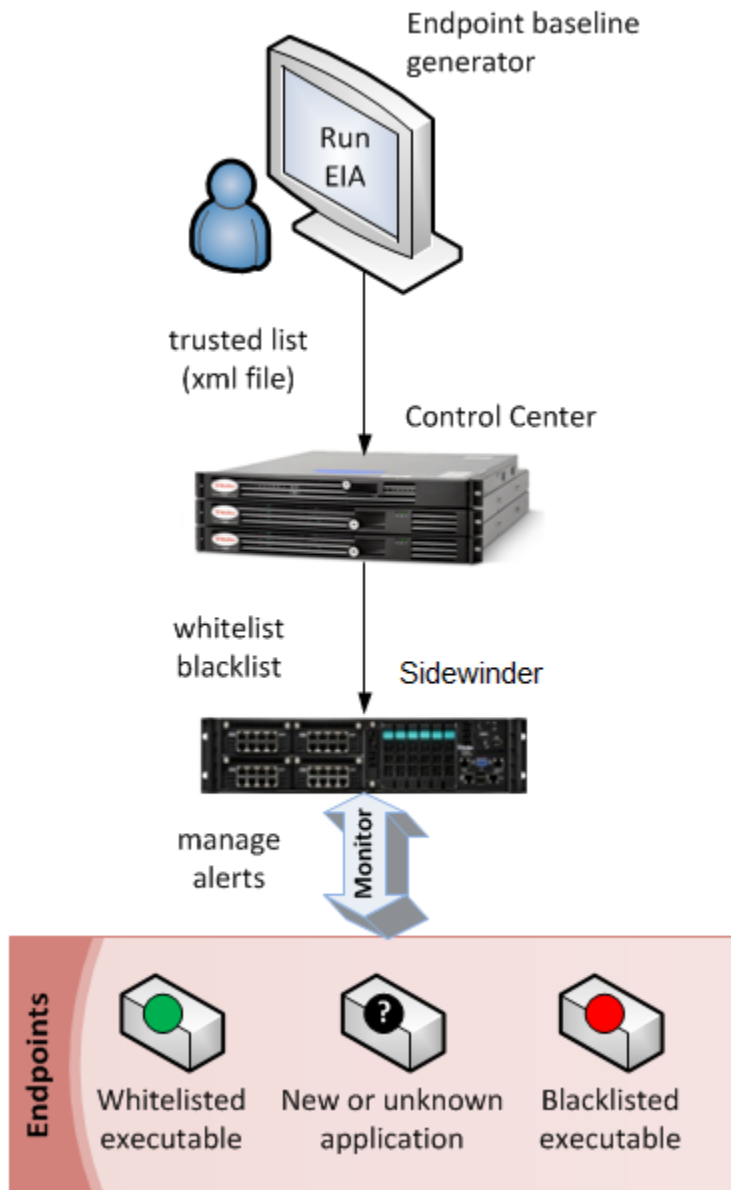 Endpoint baseline
generator
Run
EIA
trusted list
(xml file)
Control Center
whitelist
blacklist
Sidewinder
manage
alerts
Monitor
Endpoints
?
Whitelisted
executable
New or unknown
application
Blacklisted
executable